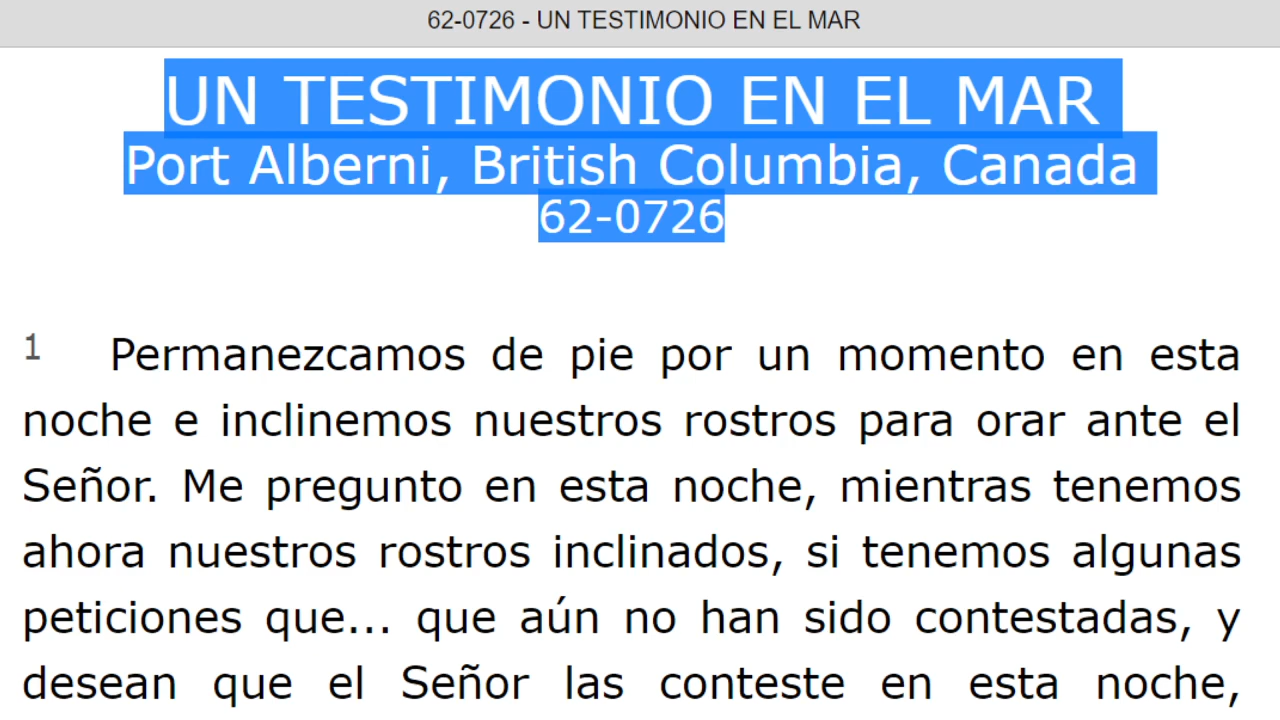 62-0726 - UN TESTIMONIO EN EL MAR
UN TESTIMONIO EN EL MAR
Port Alberni, British Columbia, Canada
62-0726
1 Permanezcamos de pie por un momento en esta
noche e inclinemos nuestros rostros para orar ante el
Señor. Me pregunto en esta noche, mientras tenemos
ahora nuestros rostros inclinados, si tenemos algunas
peticiones que... que aún no han sido contestadas, y
desean que el Señor las conteste en esta noche,